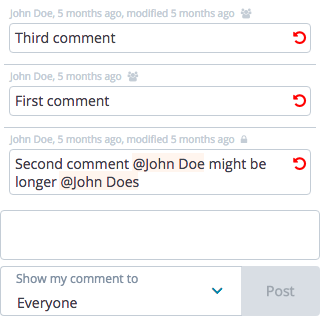 John Doe, 5 months ago, modified 5 months ago
Third comment
John Doe, 5 months ago
First comment
John Doe, 5 months ago, modified 5 months ago
Second comment @John Doe might be
longer @John Does
Show my comment to
Everyone
Post